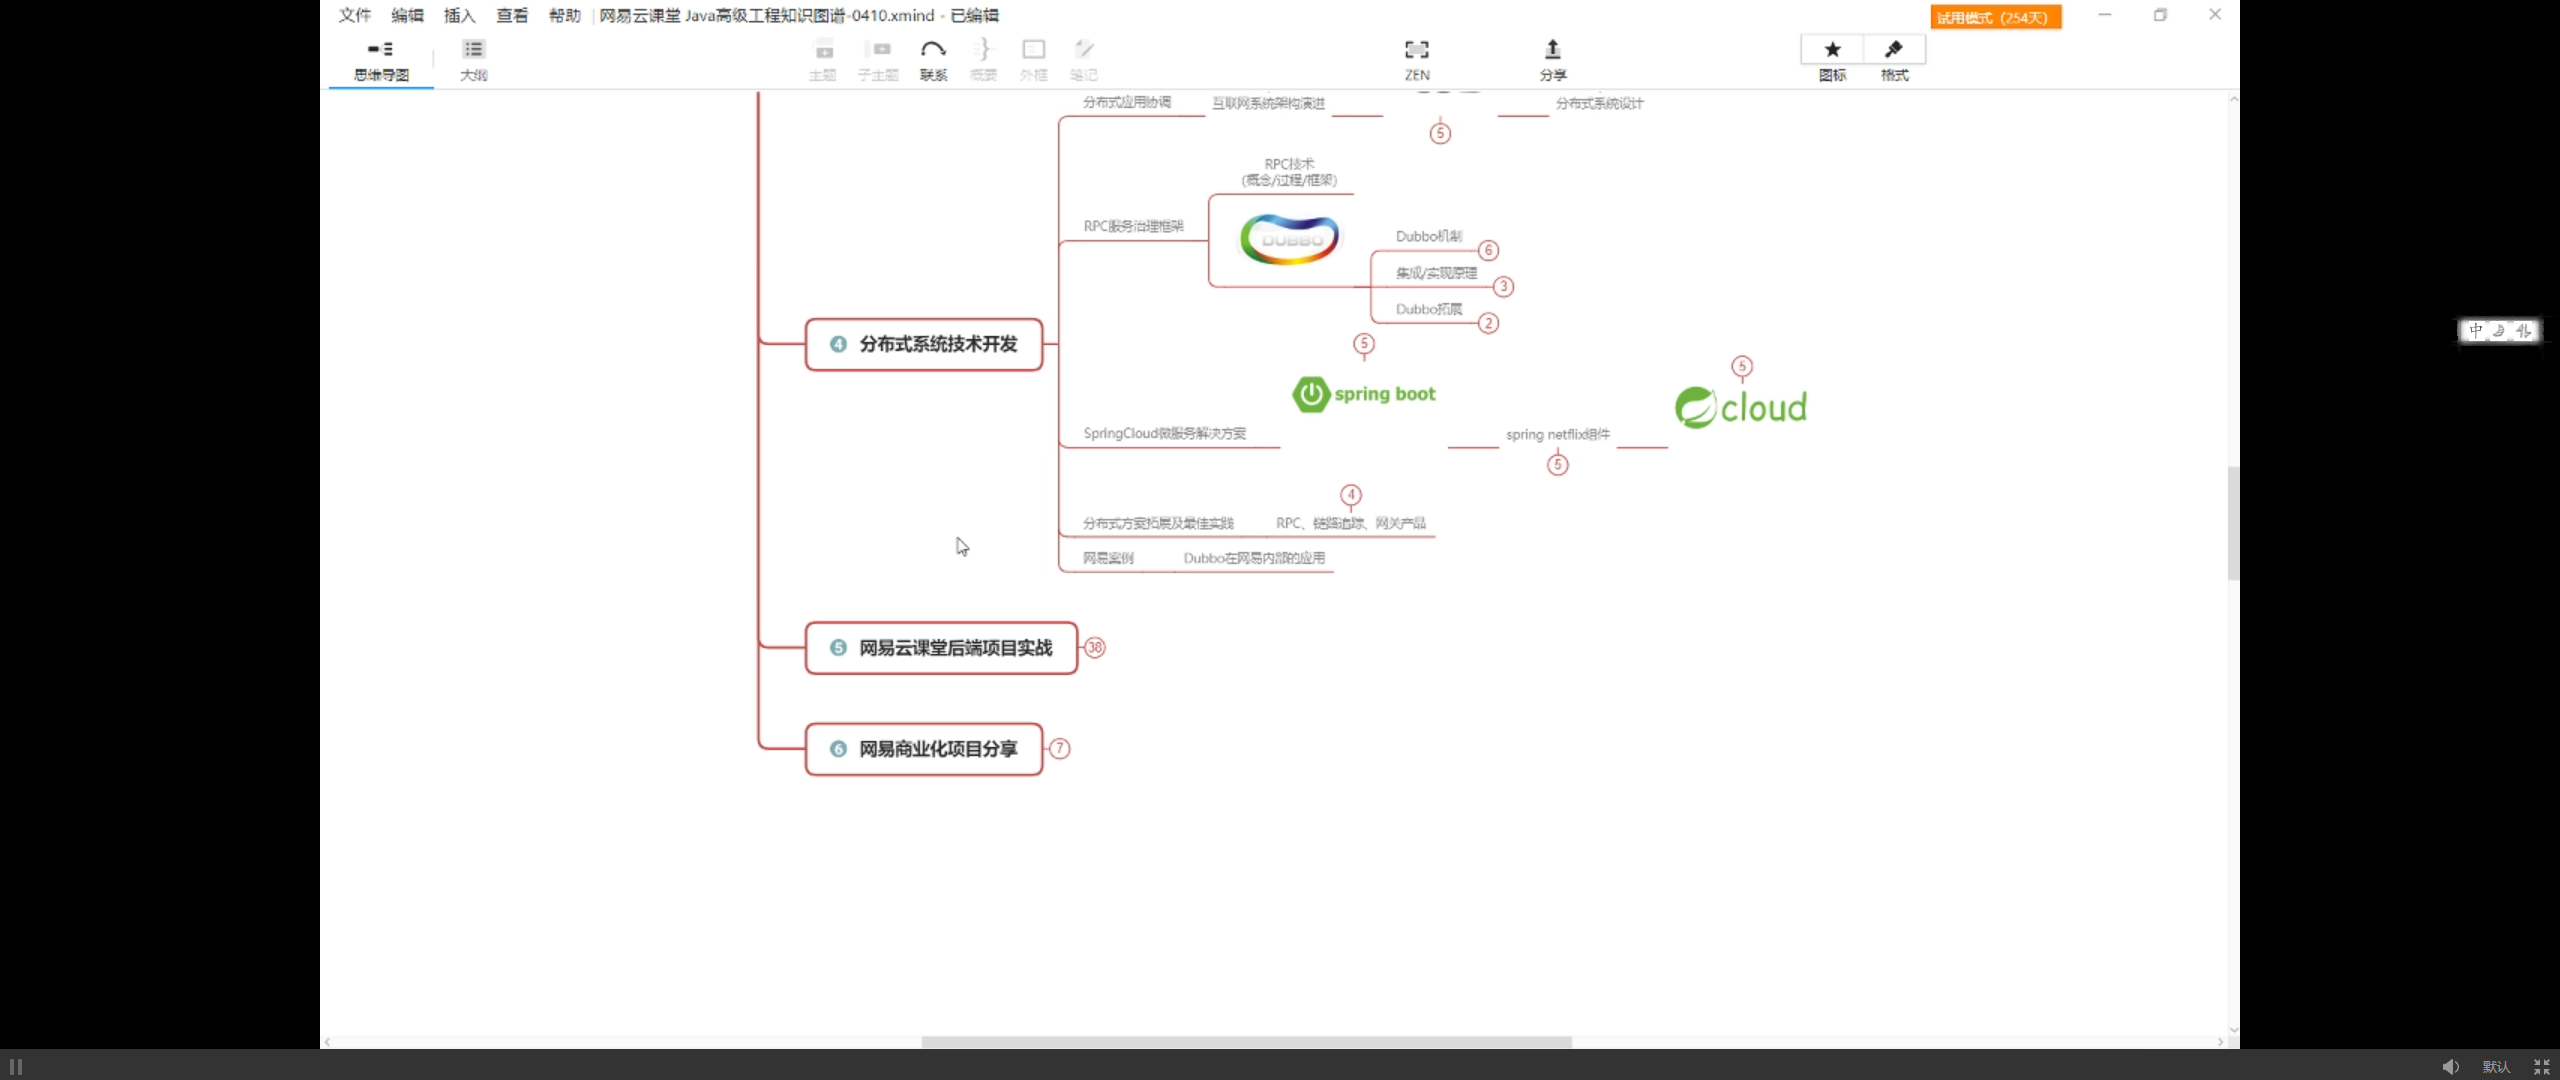 文件 编辑 插入 查看 帮助 网易云课堂 Java高级工程知识图谱-0410.xmind - 已编辑
试用模式（254天）
思维导图 大纲 主题 子主题 联系 概要 外框 笔记 ZEN 分享 图标 格式
分布式应用协调 互联网系统架构演进 分布式系统设计
5
RPC技术
(概念/过程/框架)
RPC服务治理框架
DUBBO
Dubbo机制 6
集成/实现原理 3
Dubbo拓展 2
4 分布式系统技术开发
5
spring boot
5
cloud
SpringCloud微服务解决方案
spring netflix组件
5
4
分布式方案拓展及最佳实践 RPC、链路追踪、网关产品
网易案例 Dubbo在网易内部的应用
5 网易云课堂后端项目实战 38
6 网易商业化项目分享 7
中
默认